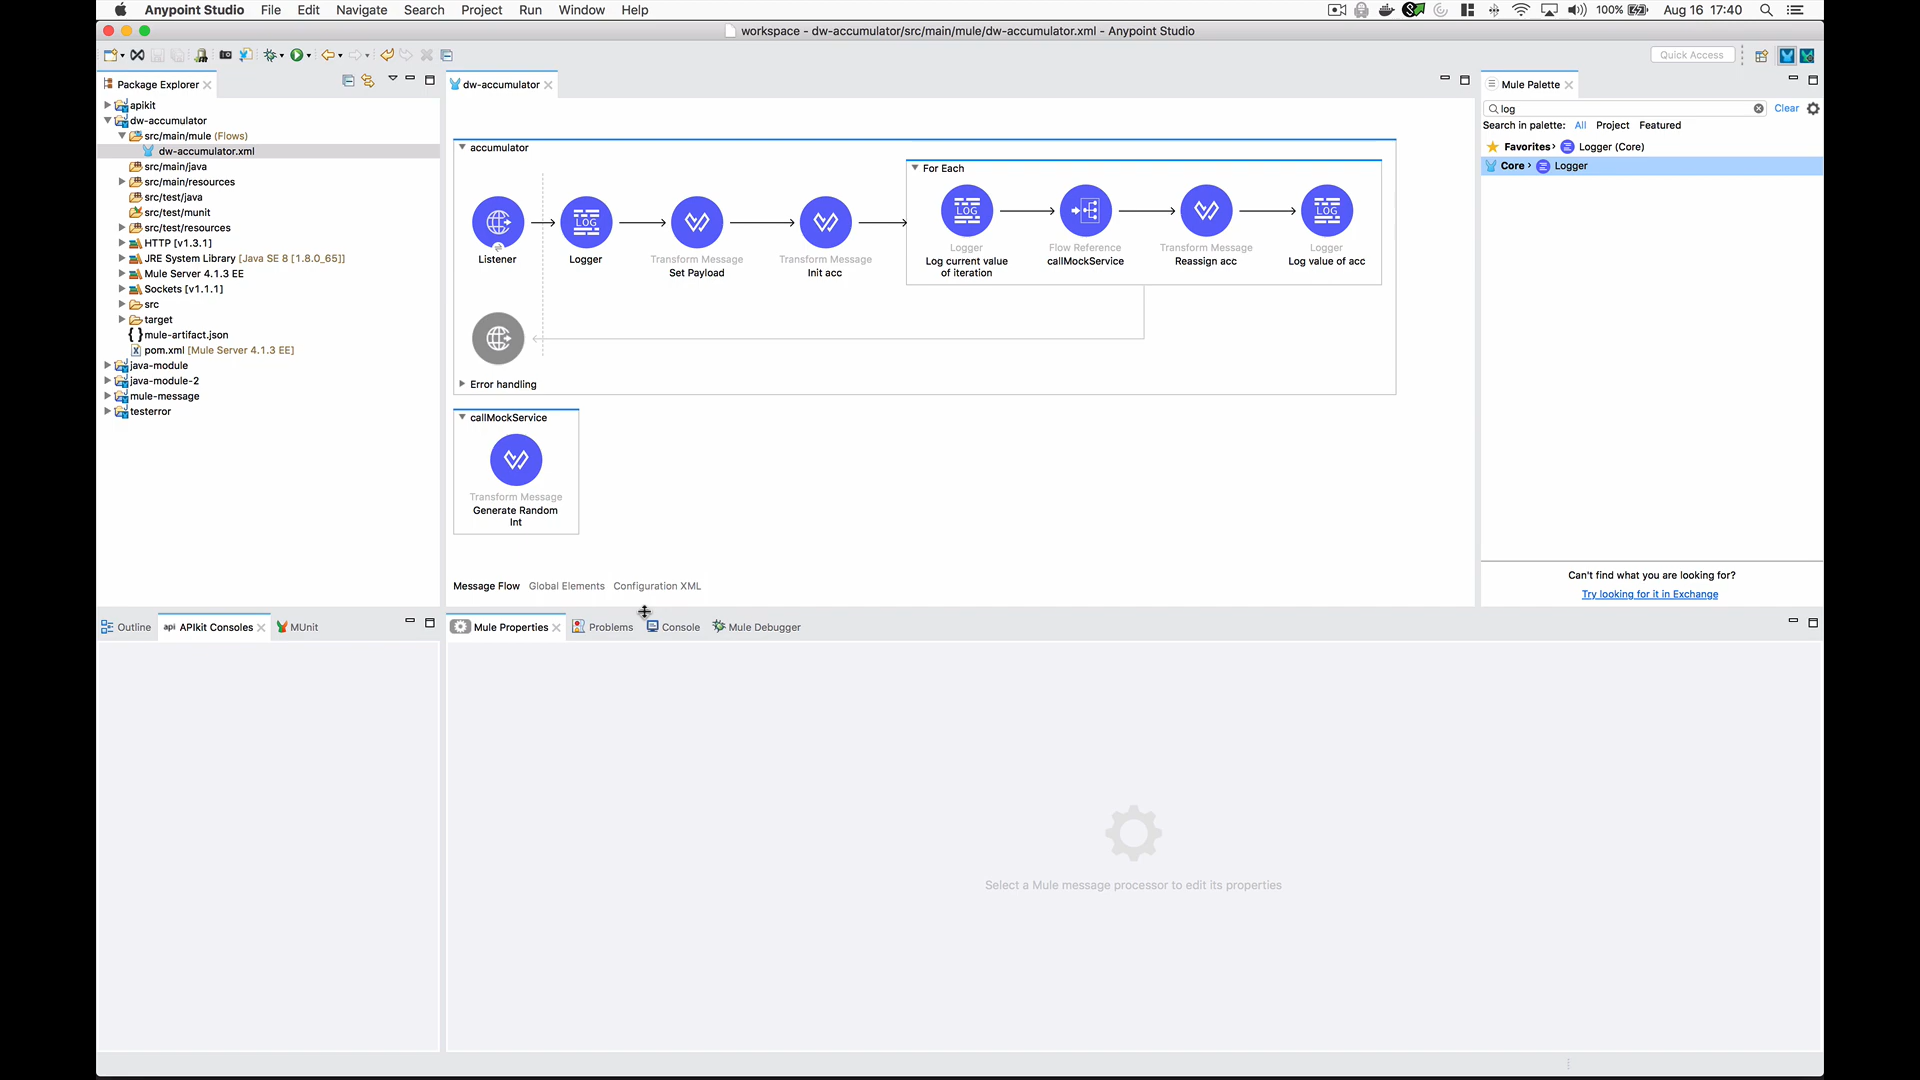 Anypoint Studio File Edit Navigate Search Project Run Window Help 100% Aug 16 17:40
workspace - dw-accumulator/src/main/mule/dw-accumulator.xml - Anypoint Studio
Quick Access
Package Explorer
apikit
dw-accumulator
src/main/mule (Flows)
dw-accumulator.xml
src/main/java
src/main/resources
src/test/java
src/test/munit
src/test/resources
HTTP [v1.3.1]
JRE System Library [Java SE 8 [1.8.0_65]]
Mule Server 4.1.3 EE
Sockets [v1.1.1]
src
target
mule-artifact.json
pom.xml [Mule Server 4.1.3 EE]
java-module
java-module-2
mule-message
testerror
dw-accumulator
accumulator
Listener
LOG
Logger
Transform Message
Set Payload
Transform Message
Init acc
For Each
LOG
Logger
Log current value
of iteration
Flow Reference
callMockService
Transform Message
Reassign acc
LOG
Logger
Log value of acc
Error handling
callMockService
Transform Message
Generate Random
Int
Message Flow Global Elements Configuration XML
Mule Palette
log
Clear
Search in palette: All Project Featured
Favorites› Logger (Core)
Core › Logger
Can't find what you are looking for?
Try looking for it in Exchange
Outline api APIkit Consoles MUnit
Mule Properties Problems Console Mule Debugger
Select a Mule message processor to edit its properties